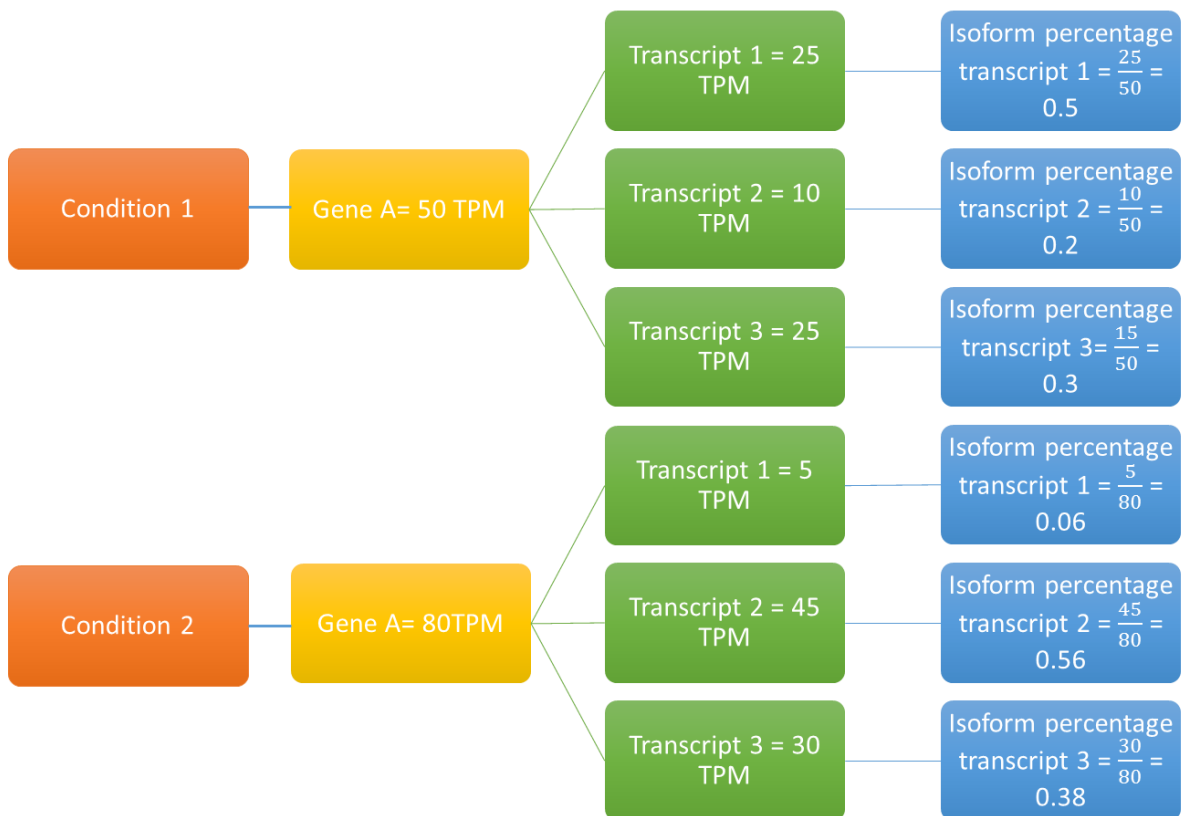 Condition 1
Gene A= 50 TPM
Transcript 1 = 25
TPM
Isoform percentage
transcript 1 = 25/50 =
0.5
Transcript 2 = 10
TPM
Isoform percentage
transcript 2 = 10/50 =
0.2
Transcript 3 = 25
TPM
Isoform percentage
transcript 3= 15/50 =
0.3
Condition 2
Gene A= 80TPM
Transcript 1 = 5
TPM
Isoform percentage
transcript 1 = 5/80 =
0.06
Transcript 2 = 45
TPM
Isoform percentage
transcript 2 = 45/80 =
0.56
Transcript 3 = 30
TPM
Isoform percentage
transcript 3 = 30/80 =
0.38